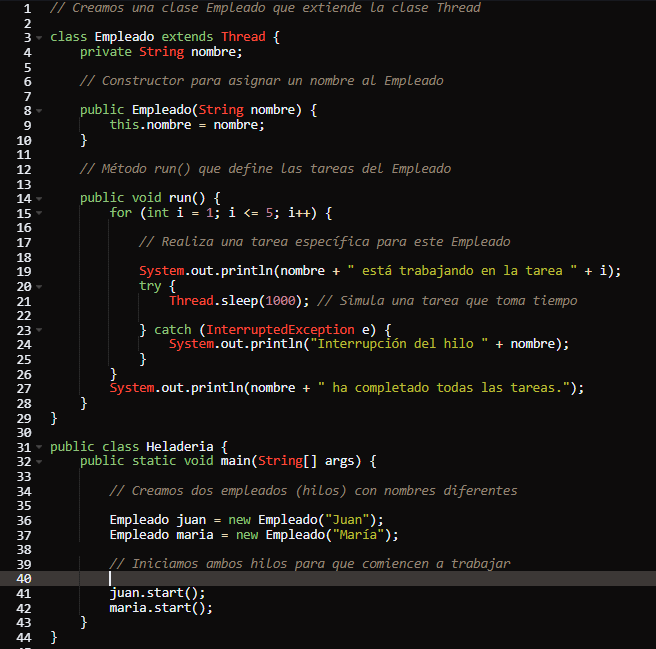 1 // Creamos una clase Empleado que extiende la clase Thread
2
3 class Empleado extends Thread {
4     private String nombre;
5
6     // Constructor para asignar un nombre al Empleado
7
8     public Empleado(String nombre) {
9         this.nombre = nombre;
10     }
11
12     // Método run() que define las tareas del Empleado
13
14     public void run() {
15         for (int i = 1; i <= 5; i++) {
16
17             // Realiza una tarea específica para este Empleado
18
19             System.out.println(nombre + " está trabajando en la tarea " + i);
20             try {
21                 Thread.sleep(1000); // Simula una tarea que toma tiempo
22
23             } catch (InterruptedException e) {
24                 System.out.println("Interrupción del hilo " + nombre);
25             }
26         }
27         System.out.println(nombre + " ha completado todas las tareas.");
28     }
29 }
30
31 public class Heladeria {
32     public static void main(String[] args) {
33
34         // Creamos dos empleados (hilos) con nombres diferentes
35
36         Empleado juan = new Empleado("Juan");
37         Empleado maria = new Empleado("María");
38
39         // Iniciamos ambos hilos para que comiencen a trabajar
40
41         juan.start();
42         maria.start();
43     }
44 }